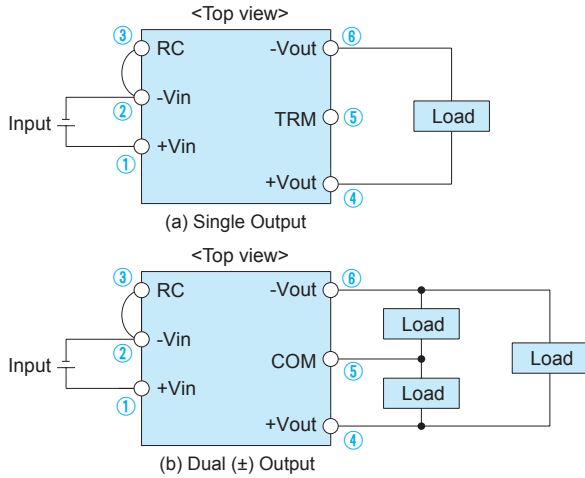 <Top view>
③ RC -Vout ⑥
② -Vin
Input TRM ⑤ Load
① +Vin
+Vout ④
(a) Single Output
<Top view>
③ RC -Vout ⑥
Load
② -Vin
Input COM ⑤ Load
① +Vin Load
+Vout ④
(b) Dual (±) Output